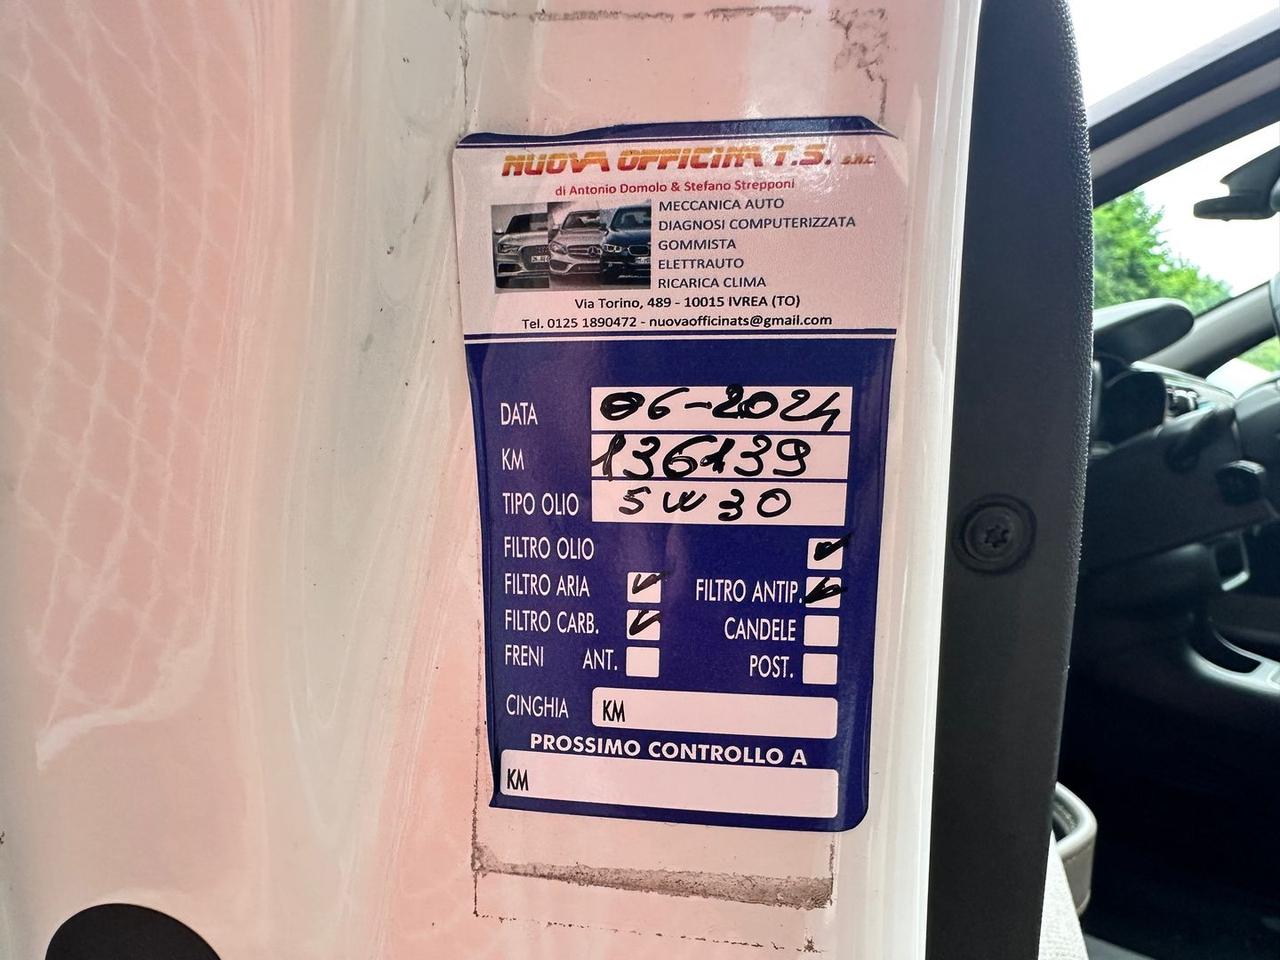 NUOVA OFFICINA T.S. s.n.c.
di Antonio Domolo & Stefano Strepponi
MECCANICA AUTO
DIAGNOSI COMPUTERIZZATA
GOMMISTA
ELETTRAUTO
RICARICA CLIMA
Via Torino, 489 - 10015 IVREA (TO)
Tel. 0125 1890472 - nuovaofficinats@gmail.com
DATA 06-2024
KM 136139
TIPO OLIO 5W30
FILTRO OLIO
FILTRO ARIA FILTRO ANTIP.
FILTRO CARB. CANDELE
FRENI ANT. POST.
CINGHIA KM
PROSSIMO CONTROLLO A
KM